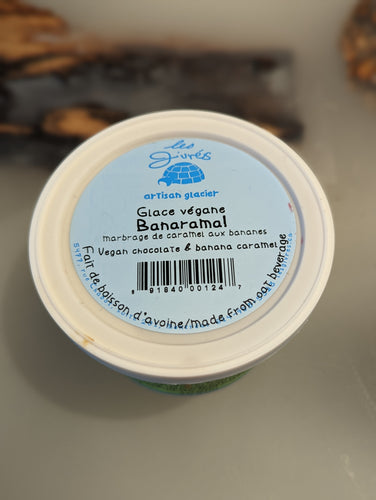 les
Givrés
artisan glacier
Glace végane
Banaramal
marbrage de caramel aux bananes
Vegan chocolate & banana caramel
91840 00124 7
Fait de boisson d'avoine/made from oat beverage